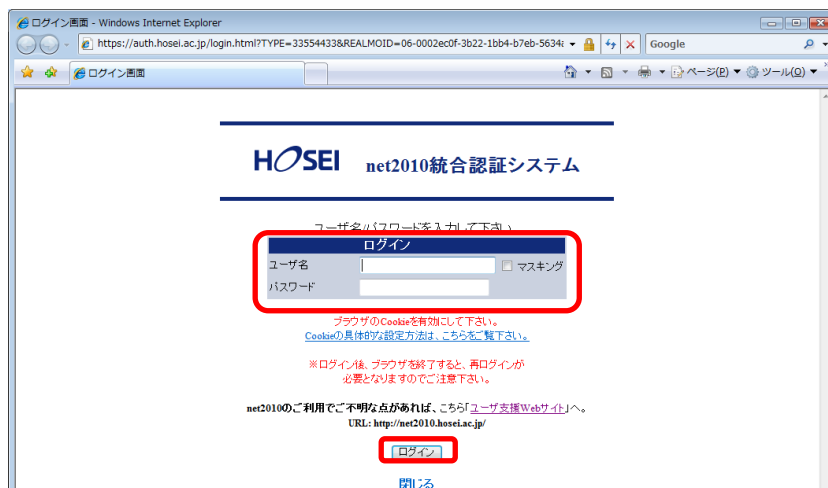 ログイン画面 - Windows Internet Explorer
https://auth.hosei.ac.jp/login.html?TYPE=33554433&REALMOID=06-0002ec0f-3b22-1bb4-b7eb-5634
Google
ログイン画面
ページ(P) ツール(O)
HOSEI net2010統合認証システム
ユーザ名/パスワードを入力して下さい
ログイン
ユーザ名 マスキング
パスワード
ブラウザのCookieを有効にして下さい。
Cookieの具体的な設定方法は、こちらをご覧下さい。
※ログイン後、ブラウザを終了すると、再ログインが
必要となりますのでご注意下さい。
net2010のご利用でご不明な点があれば、こちら「ユーザ支援Webサイト」へ。
URL: http://net2010.hosei.ac.jp/
ログイン
閉じる